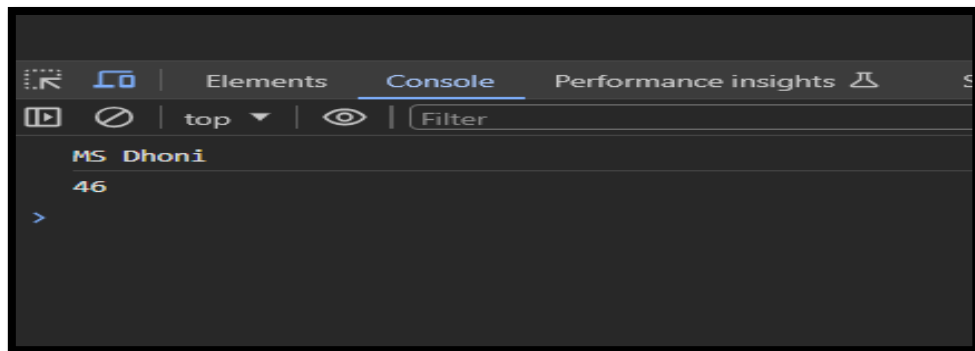 Elements Console Performance insights
top Filter
MS Dhoni
46
>